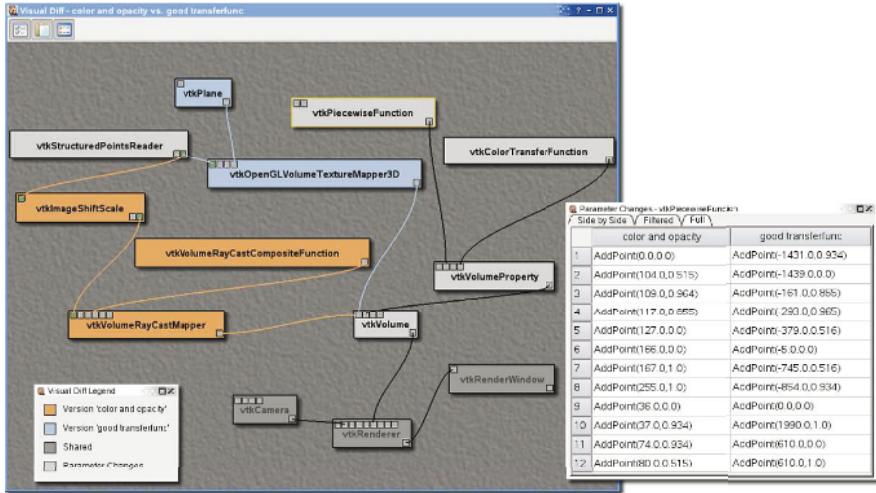 Visual Diff - color and opacity vs. good transferfunc
vtkPlane
vtkPiecewiseFunction
vtkStructuredPointsReader
vtkColorTransferFunction
vtkOpenGLVolumeTextureMapper3D
vtkImageShiftScale
vtkVolumeRayCastCompositeFunction
vtkVolumeProperty
vtkVolumeRayCastMapper
vtkVolume
vtkRenderWindow
vtkCamera
vtkRenderer
Visual Diff Legend
Version 'color and opacity'
Version 'good transferfunc'
Shared
Parameter Changes
Parameter Changes - vtkPiecewiseFunction
Side by Side Filtered Full
color and opacity good transferfunc
1 AddPoint(0.0,0.0) AddPoint(-1431.0,0.934)
2 AddPoint(104.0,0.515) AddPoint(-1439.0,0.0)
3 AddPoint(109.0,0.964) AddPoint(-161.0,0.855)
4 AddPoint(117.0,0.855) AddPoint(-293.0,0.965)
5 AddPoint(127.0,0.0) AddPoint(-379.0,0.516)
6 AddPoint(166.0,0.0) AddPoint(-5.0,0.0)
7 AddPoint(167.0,1.0) AddPoint(-745.0,0.516)
8 AddPoint(255.0,1.0) AddPoint(-854.0,0.934)
9 AddPoint(36.0,0.0) AddPoint(0.0,0.0)
10 AddPoint(37.0,0.934) AddPoint(1990.0,1.0)
11 AddPoint(74.0,0.934) AddPoint(610.0,0.0)
12 AddPoint(80.0,0.515) AddPoint(610.0,1.0)